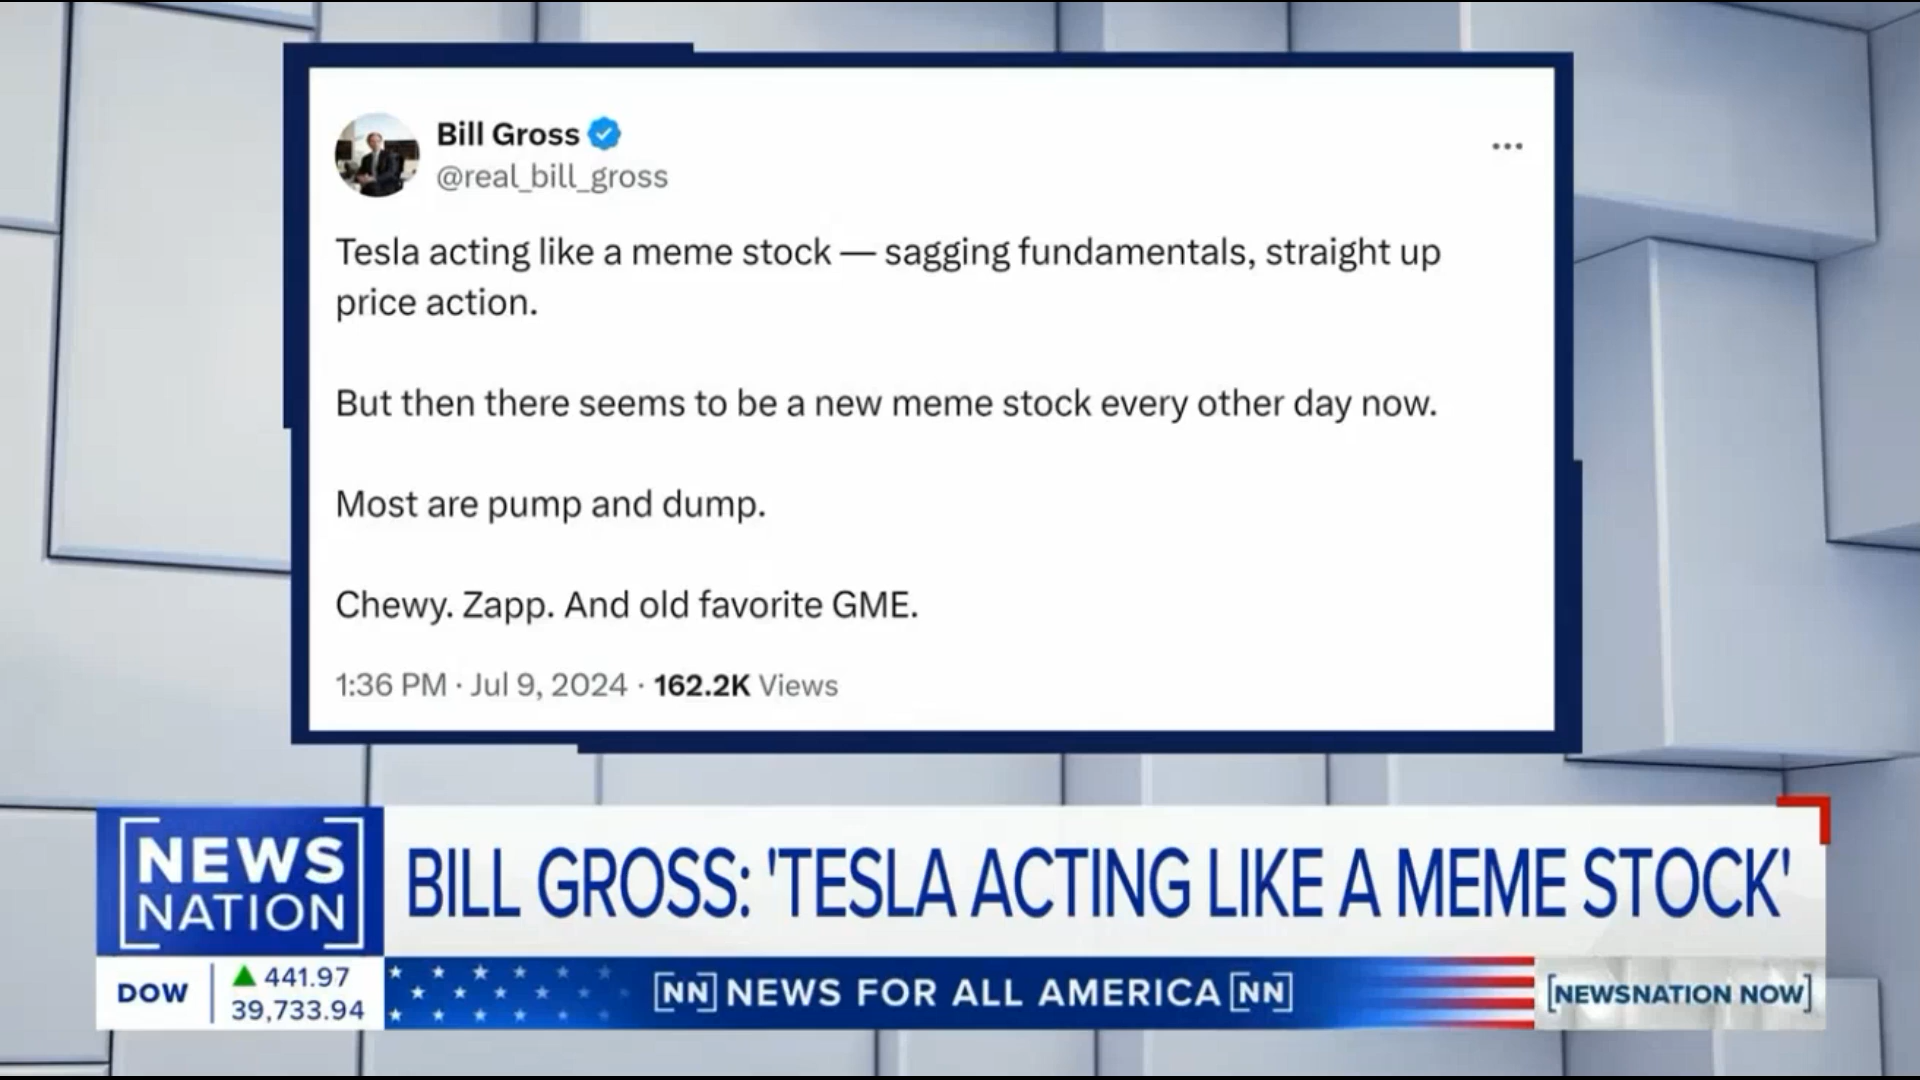 Bill Gross
@real_bill_gross
Tesla acting like a meme stock — sagging fundamentals, straight up
price action.
But then there seems to be a new meme stock every other day now.
Most are pump and dump.
Chewy. Zapp. And old favorite GME.
1:36 PM · Jul 9, 2024 · 162.2K Views
NEWS
NATION
BILL GROSS: 'TESLA ACTING LIKE A MEME STOCK'
DOW
▲ 441.97
39,733.94
[NN] NEWS FOR ALL AMERICA [NN]
[NEWSNATION NOW]